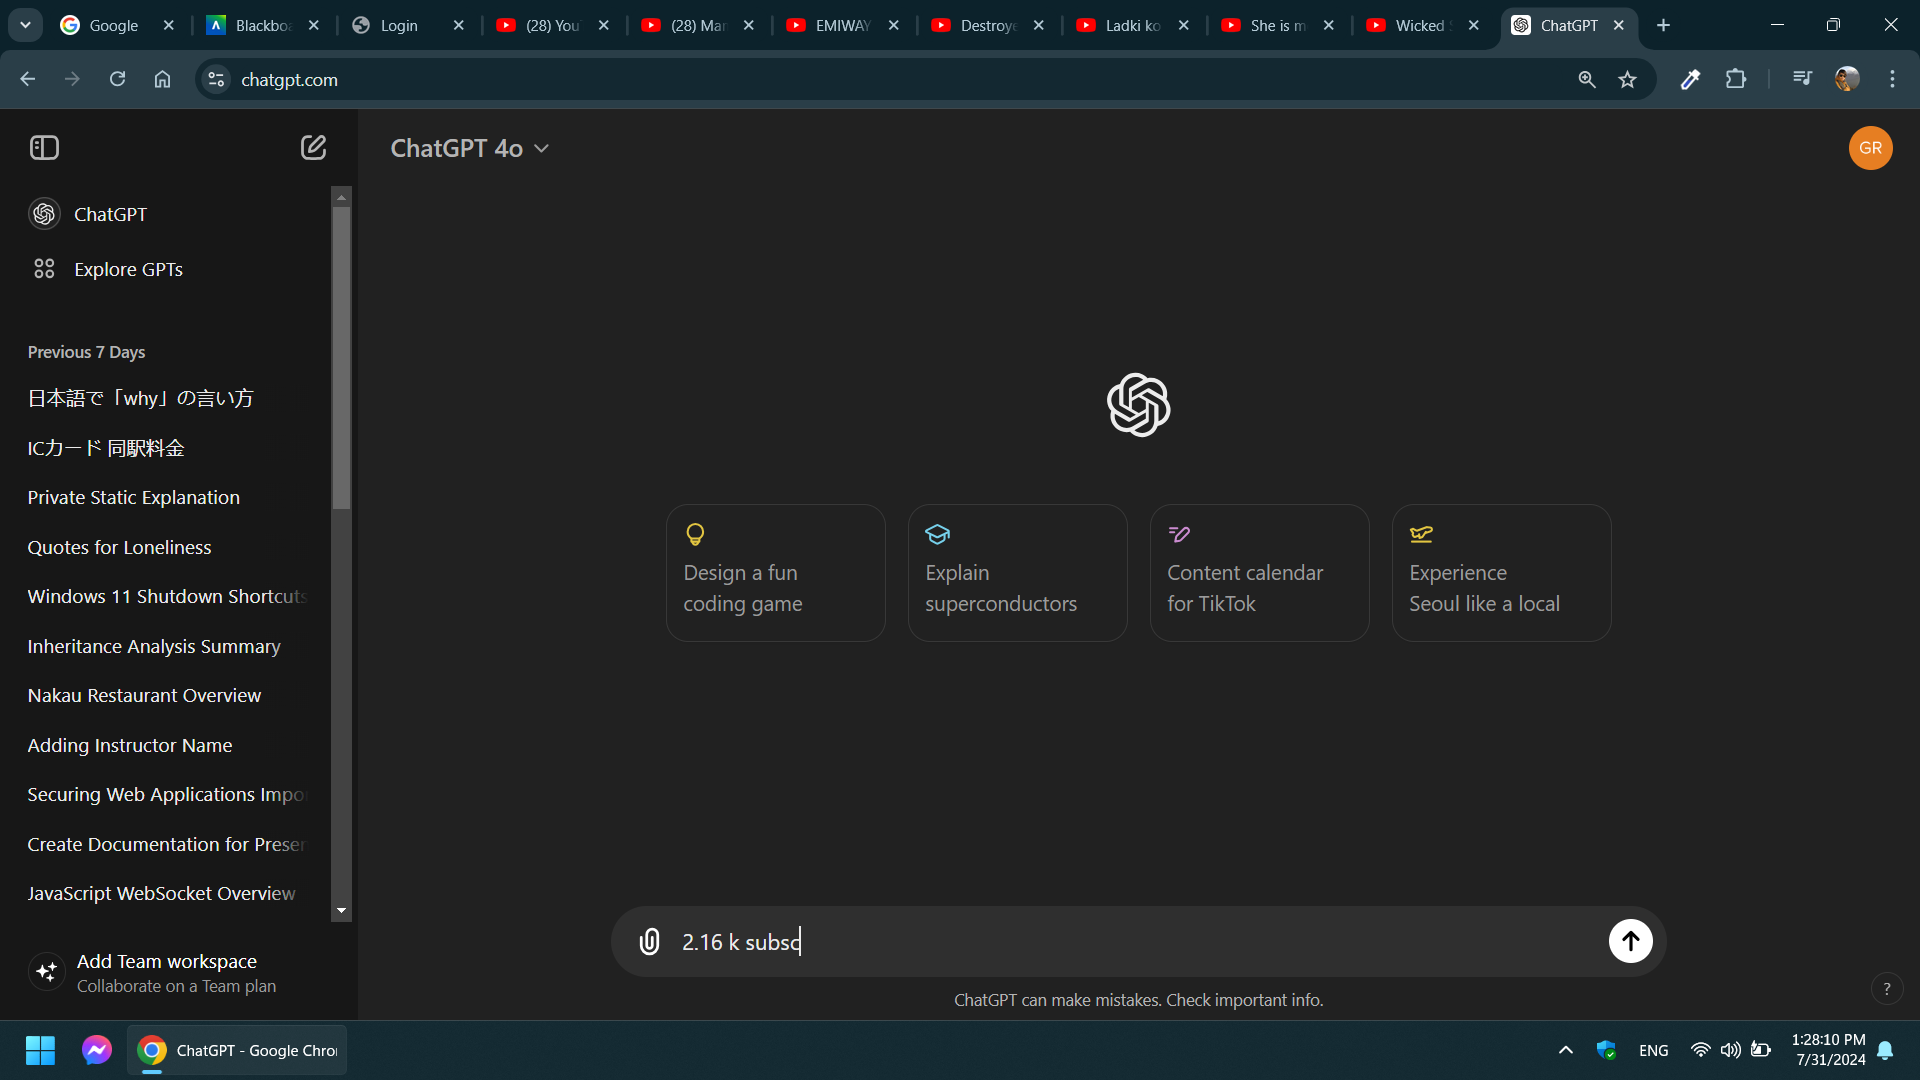 Google
Blackbo
Login
(28) You
(28) Mar
EMIWAY
Destroye
Ladki ko
She is m
Wicked S
ChatGPT
chatgpt.com
ChatGPT 4o
GR
ChatGPT
Explore GPTs
Previous 7 Days
日本語で「why」の言い方
ICカード 同駅料金
Private Static Explanation
Quotes for Loneliness
Windows 11 Shutdown Shortcuts
Inheritance Analysis Summary
Nakau Restaurant Overview
Adding Instructor Name
Securing Web Applications Impo
Create Documentation for Presen
JavaScript WebSocket Overview
Add Team workspace
Collaborate on a Team plan
Design a fun
coding game
Explain
superconductors
Content calendar
for TikTok
Experience
Seoul like a local
2.16 k subsc
ChatGPT can make mistakes. Check important info.
?
ChatGPT - Google Chro
ENG
1:28:10 PM
7/31/2024